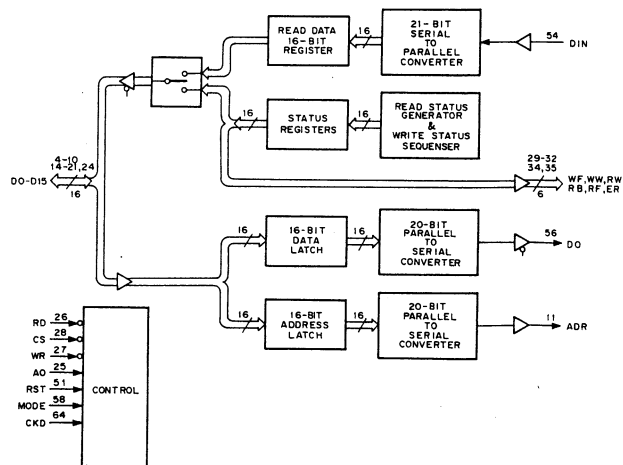 READ DATA
16-BIT
REGISTER
16
21-BIT
SERIAL
TO
PARALLEL
CONVERTER
54
DIN
16
STATUS
REGISTERS
16
READ STATUS
GENERATOR
&
WRITE STATUS
SEQUENSER
4-10
14-21,24
DO-D15
16
29-32
34,35
6
WF,WW,RW
RB,RF,ER
16
16-BIT
DATA
LATCH
16
20-BIT
PARALLEL
TO
SERIAL
CONVERTER
56
DO
16
16-BIT
ADDRESS
LATCH
16
20-BIT
PARALLEL
TO
SERIAL
CONVERTER
11
ADR
RD 26
CS 28
WR 27
AO 25
RST 51
MODE 58
CKD 64
CONTROL